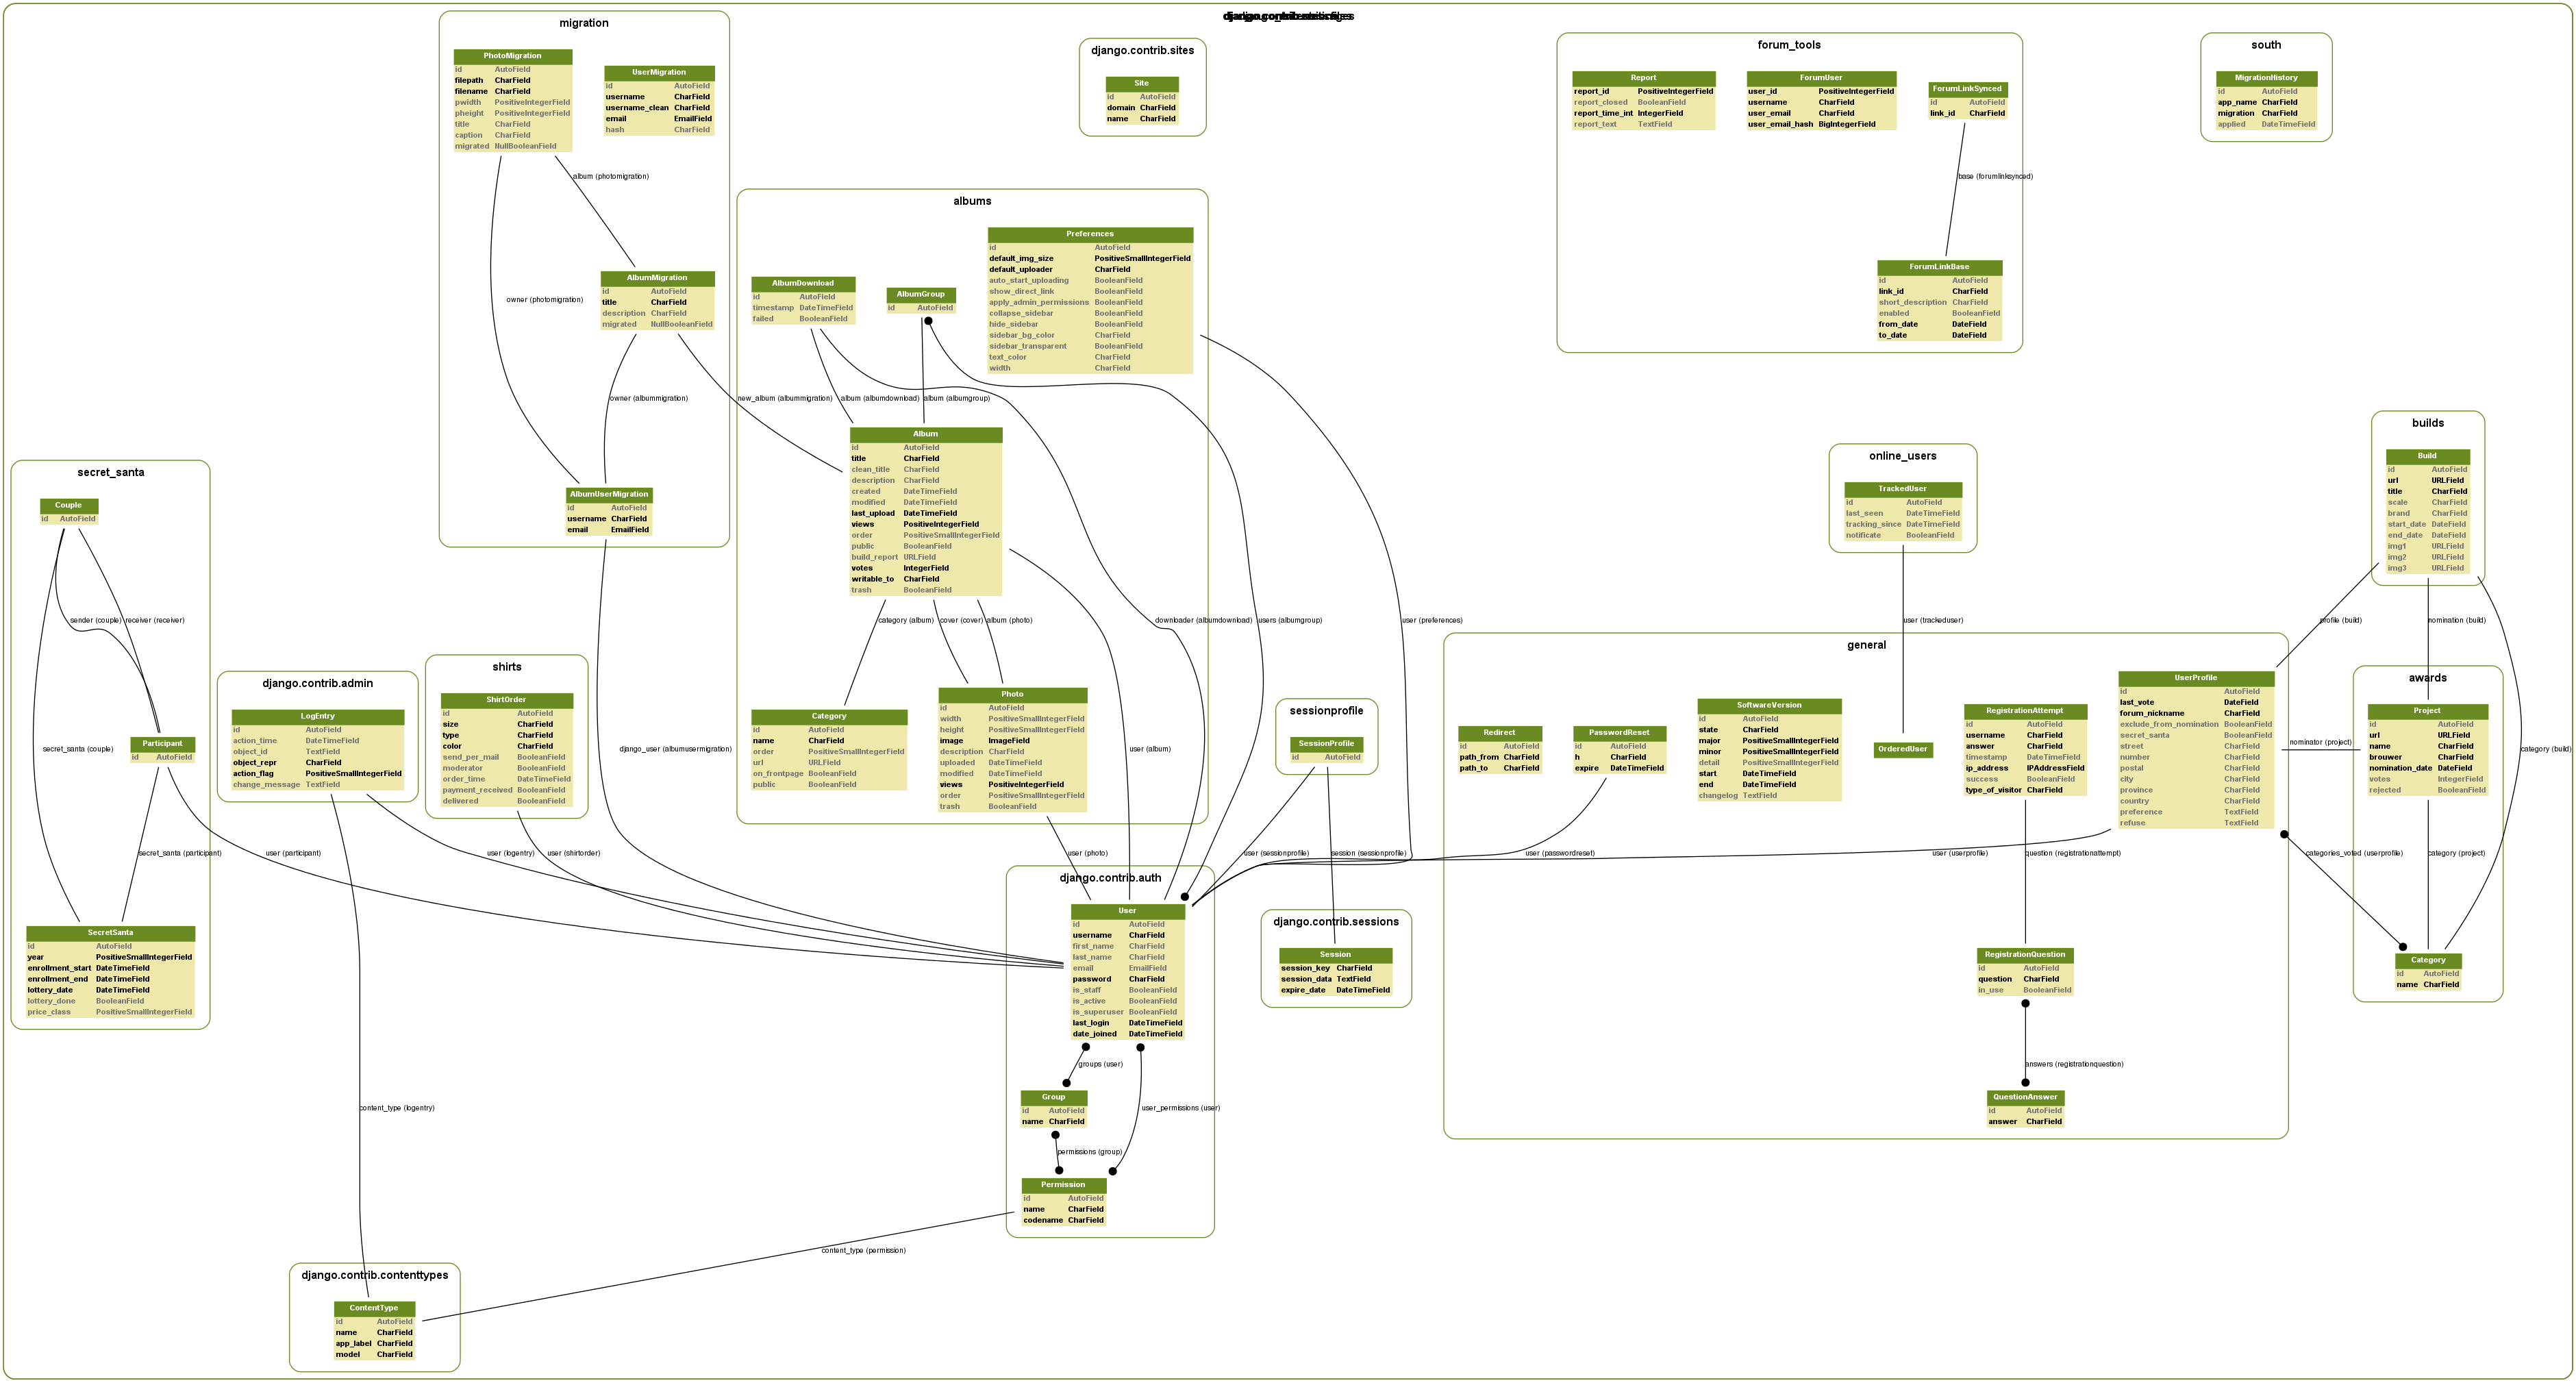 migration
PhotoMigration
id AutoField
filepath CharField
filename CharField
pwidth PositiveIntegerField
pheight PositiveIntegerField
title CharField
caption CharField
migrated NullBooleanField
UserMigration
id AutoField
username CharField
username_clean CharField
email EmailField
hash CharField
album (photomigration)
owner (photomigration)
AlbumMigration
id AutoField
title CharField
description CharField
migrated NullBooleanField
owner (albummigration)
new_album (albummigration)
AlbumUserMigration
id AutoField
username CharField
email EmailField
django_user (albumusermigration)
django.contrib.sites
Site
id AutoField
domain CharField
name CharField
forum_tools
Report
report_id PositiveIntegerField
report_closed BooleanField
report_time_int IntegerField
report_text TextField
ForumUser
user_id PositiveIntegerField
username CharField
user_email CharField
user_email_hash BigIntegerField
ForumLinkSynced
id AutoField
link_id CharField
base (forumlinksynced)
ForumLinkBase
id AutoField
link_id CharField
short_description CharField
enabled BooleanField
from_date DateField
to_date DateField
south
MigrationHistory
id AutoField
app_name CharField
migration CharField
applied DateTimeField
albums
AlbumDownload
id AutoField
timestamp DateTimeField
failed BooleanField
AlbumGroup
id AutoField
Preferences
id AutoField
default_img_size PositiveSmallIntegerField
default_uploader CharField
auto_start_uploading BooleanField
show_direct_link BooleanField
apply_admin_permissions BooleanField
collapse_sidebar BooleanField
hide_sidebar BooleanField
sidebar_bg_color CharField
sidebar_transparent BooleanField
text_color CharField
width CharField
album (albumdownload)
album (albumgroup)
Album
id AutoField
title CharField
clean_title CharField
description CharField
created DateTimeField
modified DateTimeField
last_upload DateTimeField
views PositiveIntegerField
order PositiveSmallIntegerField
public BooleanField
build_report URLField
votes IntegerField
writable_to CharField
trash BooleanField
category (album)
cover (cover)
album (photo)
downloader (albumdownload)
users (albumgroup)
user (preferences)
Category
id AutoField
name CharField
order PositiveSmallIntegerField
url URLField
on_frontpage BooleanField
public BooleanField
Photo
id AutoField
width PositiveSmallIntegerField
height PositiveSmallIntegerField
image ImageField
description CharField
uploaded DateTimeField
modified DateTimeField
views PositiveIntegerField
order PositiveSmallIntegerField
trash BooleanField
user (album)
user (photo)
secret_santa
Couple
id AutoField
sender (couple)
receiver (receiver)
secret_santa (couple)
Participant
id AutoField
secret_santa (participant)
user (participant)
SecretSanta
id AutoField
year PositiveSmallIntegerField
enrollment_start DateTimeField
enrollment_end DateTimeField
lottery_date DateTimeField
lottery_done BooleanField
price_class PositiveSmallIntegerField
django.contrib.admin
LogEntry
id AutoField
action_time DateTimeField
object_id TextField
object_repr CharField
action_flag PositiveSmallIntegerField
change_message TextField
user (logentry)
content_type (logentry)
shirts
ShirtOrder
id AutoField
size CharField
type CharField
color CharField
send_per_mail BooleanField
moderator BooleanField
order_time DateTimeField
payment_received BooleanField
delivered BooleanField
user (shirtorder)
sessionprofile
SessionProfile
id AutoField
user (sessionprofile)
session (sessionprofile)
django.contrib.sessions
Session
session_key CharField
session_data TextField
expire_date DateTimeField
django.contrib.auth
User
id AutoField
username CharField
first_name CharField
last_name CharField
email EmailField
password CharField
is_staff BooleanField
is_active BooleanField
is_superuser BooleanField
last_login DateTimeField
date_joined DateTimeField
groups (user)
user_permissions (user)
Group
id AutoField
name CharField
permissions (group)
Permission
id AutoField
name CharField
codename CharField
content_type (permission)
django.contrib.contenttypes
ContentType
id AutoField
name CharField
app_label CharField
model CharField
online_users
TrackedUser
id AutoField
last_seen DateTimeField
tracking_since DateTimeField
notificate BooleanField
user (trackeduser)
general
Redirect
id AutoField
path_from CharField
path_to CharField
PasswordReset
id AutoField
h CharField
expire DateTimeField
user (passwordreset)
SoftwareVersion
id AutoField
state CharField
major PositiveSmallIntegerField
minor PositiveSmallIntegerField
detail PositiveSmallIntegerField
start DateTimeField
end DateTimeField
changelog TextField
OrderedUser
RegistrationAttempt
id AutoField
username CharField
answer CharField
timestamp DateTimeField
ip_address IPAddressField
success BooleanField
type_of_visitor CharField
UserProfile
id AutoField
last_vote DateField
forum_nickname CharField
exclude_from_nomination BooleanField
secret_santa BooleanField
street CharField
number CharField
postal CharField
city CharField
province CharField
country CharField
preference TextField
refuse TextField
user (userprofile)
question (registrationattempt)
RegistrationQuestion
id AutoField
question CharField
in_use BooleanField
answers (registrationquestion)
QuestionAnswer
id AutoField
answer CharField
builds
Build
id AutoField
url URLField
title CharField
scale CharField
brand CharField
start_date DateField
end_date DateField
img1 URLField
img2 URLField
img3 URLField
profile (build)
nomination (build)
category (build)
awards
Project
id AutoField
url URLField
name CharField
brouwer CharField
nomination_date DateField
votes IntegerField
rejected BooleanField
nominator (project)
categories_voted (userprofile)
category (project)
Category
id AutoField
name CharField